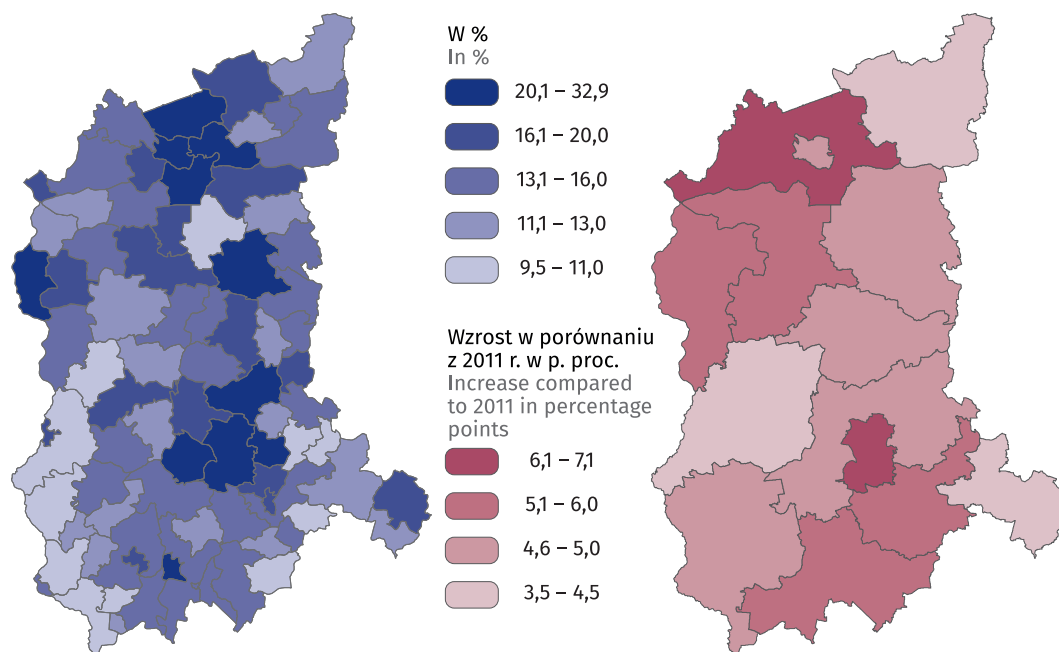 W %
In %
20,1 – 32,9
16,1 – 20,0
13,1 – 16,0
11,1 – 13,0
9,5 – 11,0
Wzrost w porównaniu
z 2011 r. w p. proc.
Increase compared
to 2011 in percentage
points
6,1 – 7,1
5,1 – 6,0
4,6 – 5,0
3,5 – 4,5